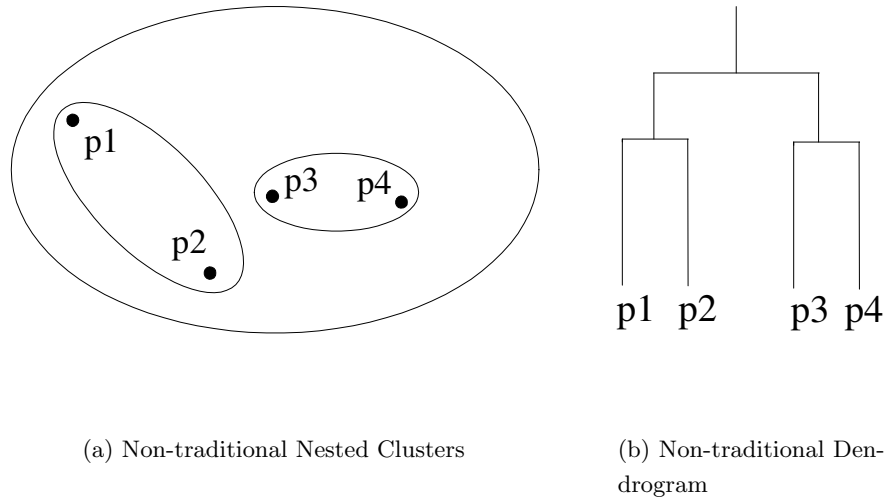 p1
p3 p4
p2
p1 p2 p3 p4
(a) Non-traditional Nested Clusters
(b) Non-traditional Den-
drogram